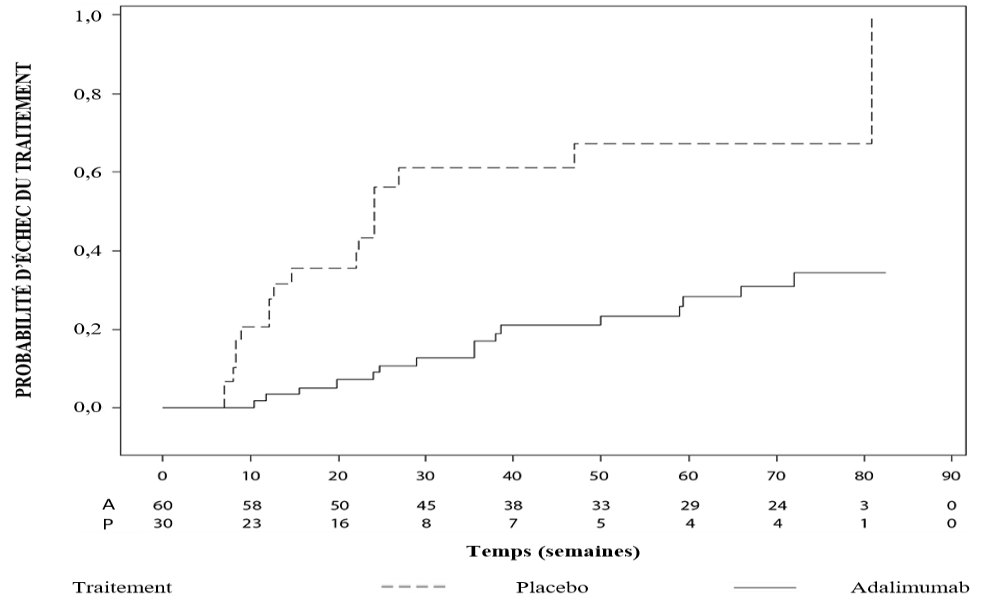 PROBABILITÉ D'ÉCHEC DU TRAITEMENT
1,0
0,8
0,6
0,4
0,2
0,0
0 10 20 30 40 50 60 70 80 90
A 60 58 50 45 38 33 29 24 3 0
P 30 23 16 8 7 5 4 4 1 0
Temps (semaines)
Traitement Placebo Adalimumab